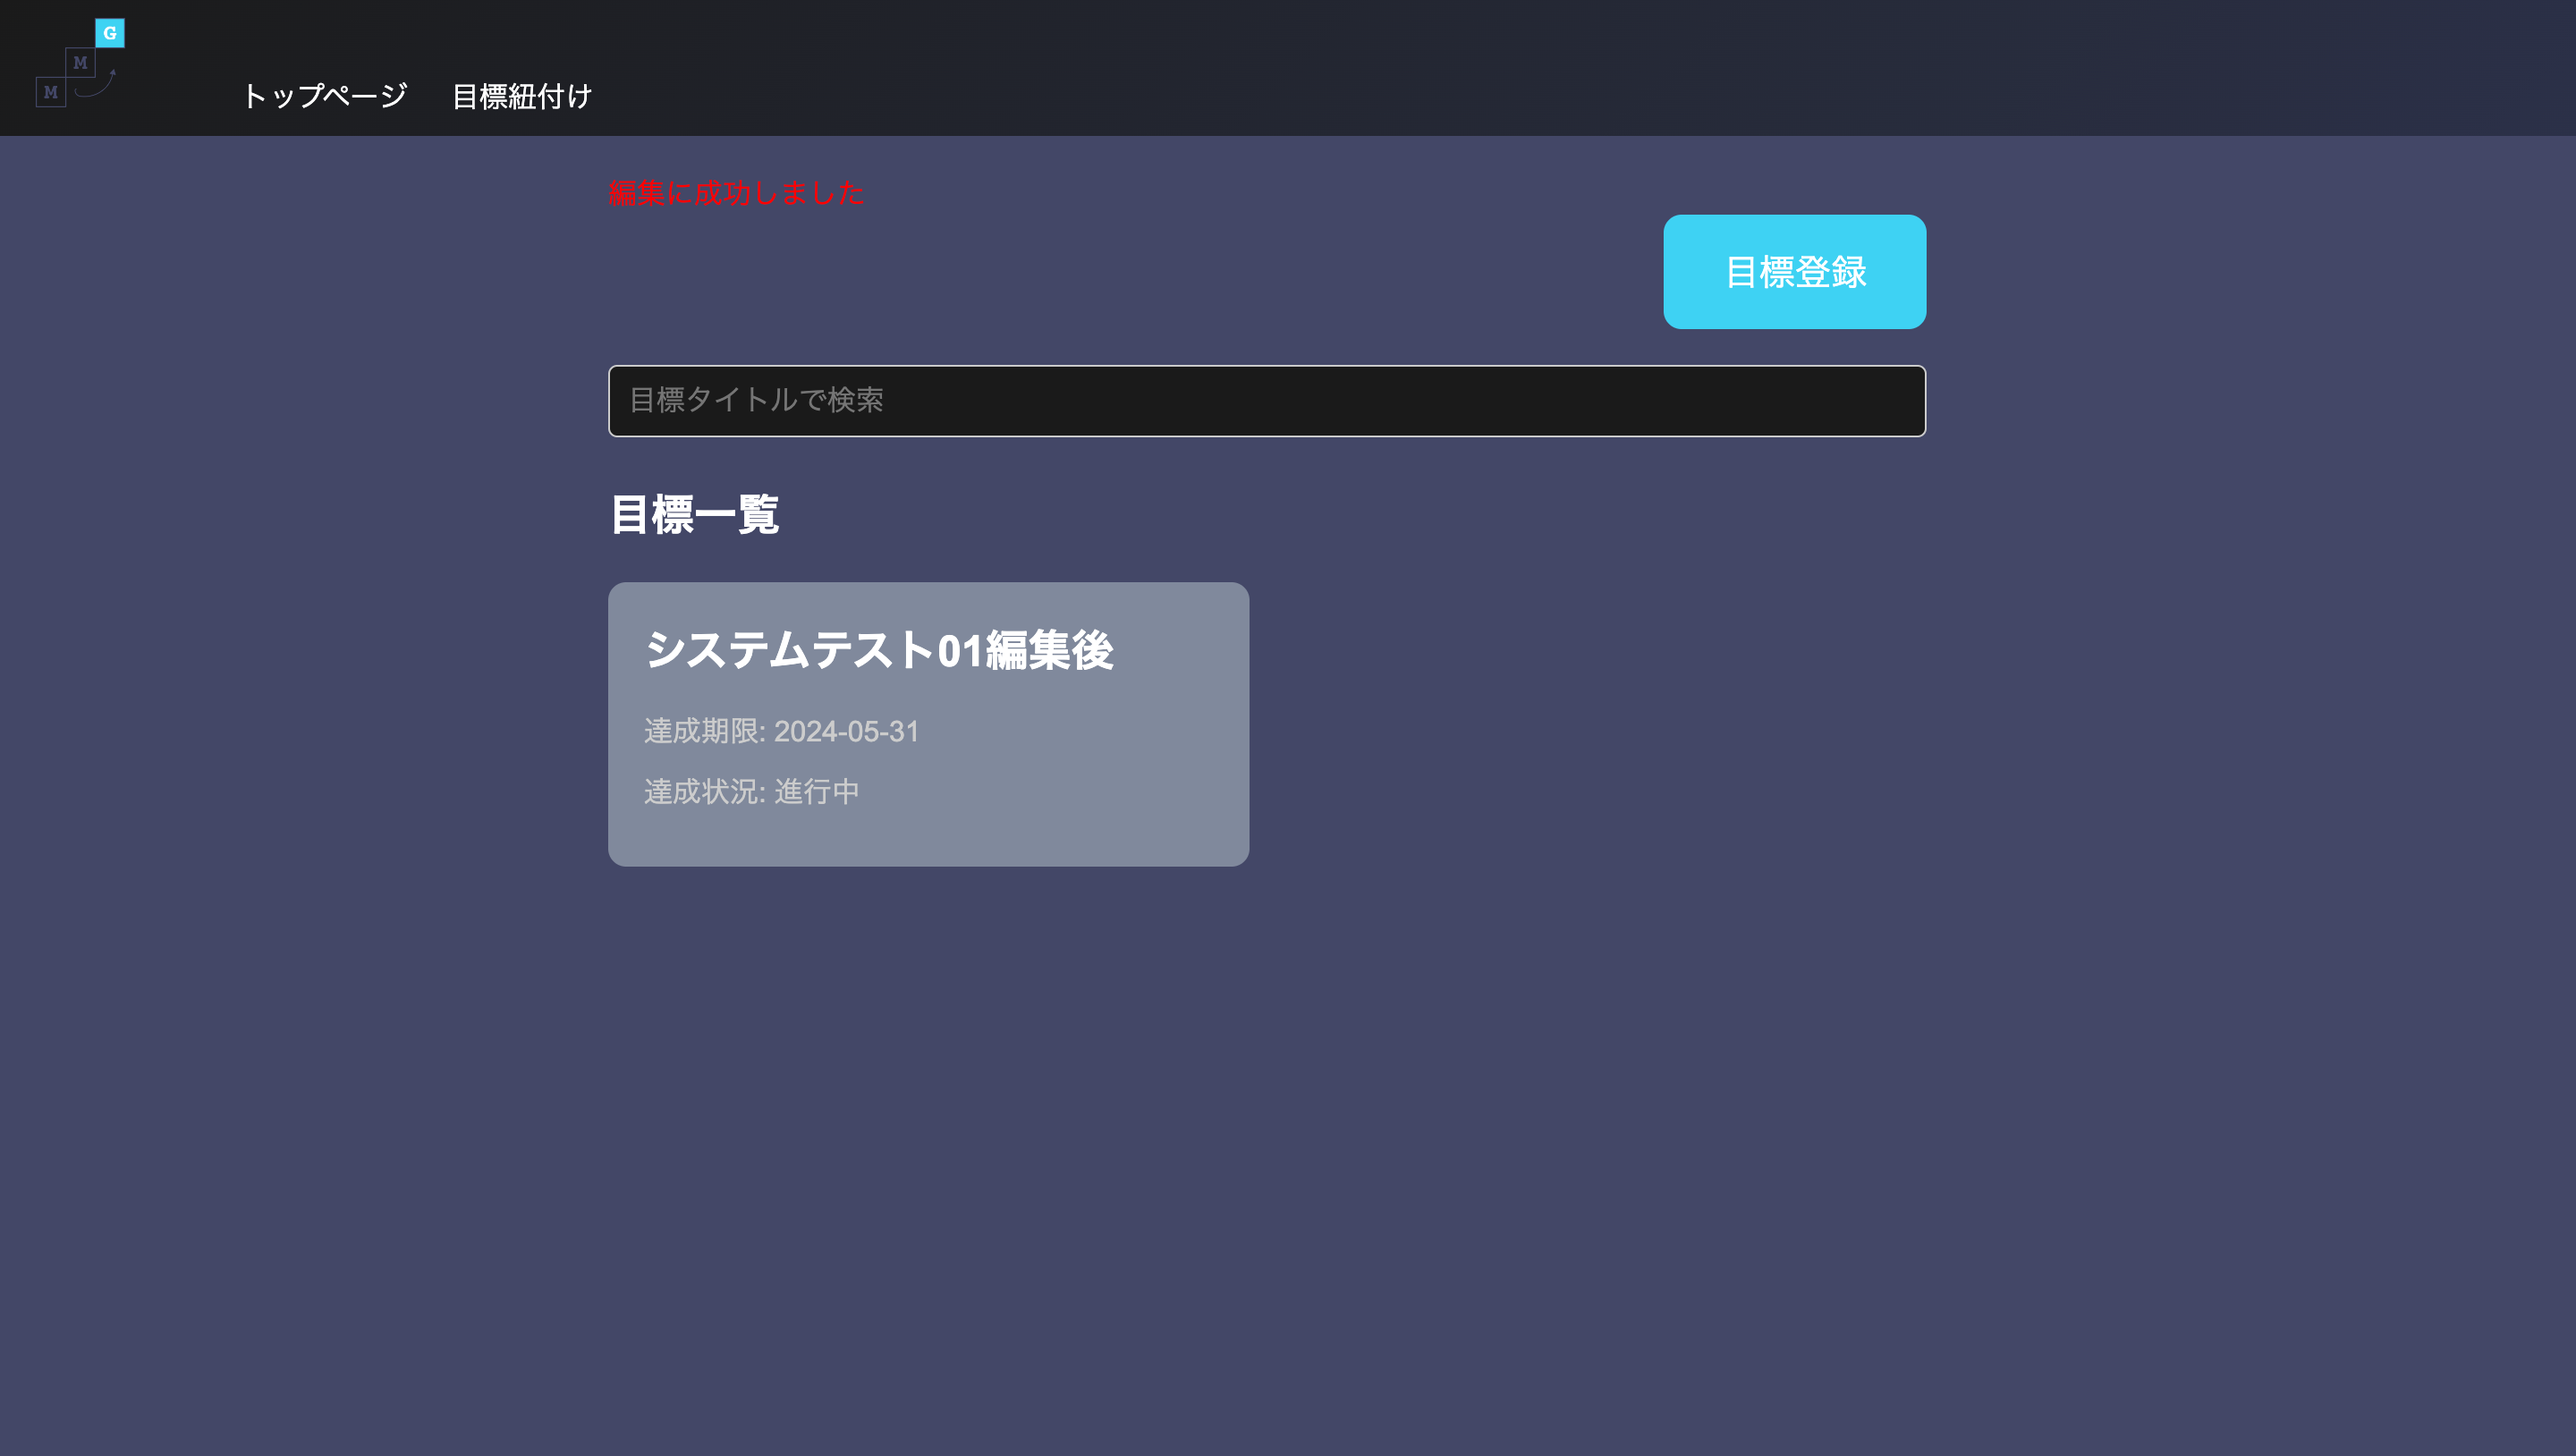 G
M
M
トップページ 目標紐付け
編集に成功しました
目標登録
目標タイトルで検索
目標一覧
システムテスト01編集後
達成期限: 2024-05-31
達成状況: 進行中